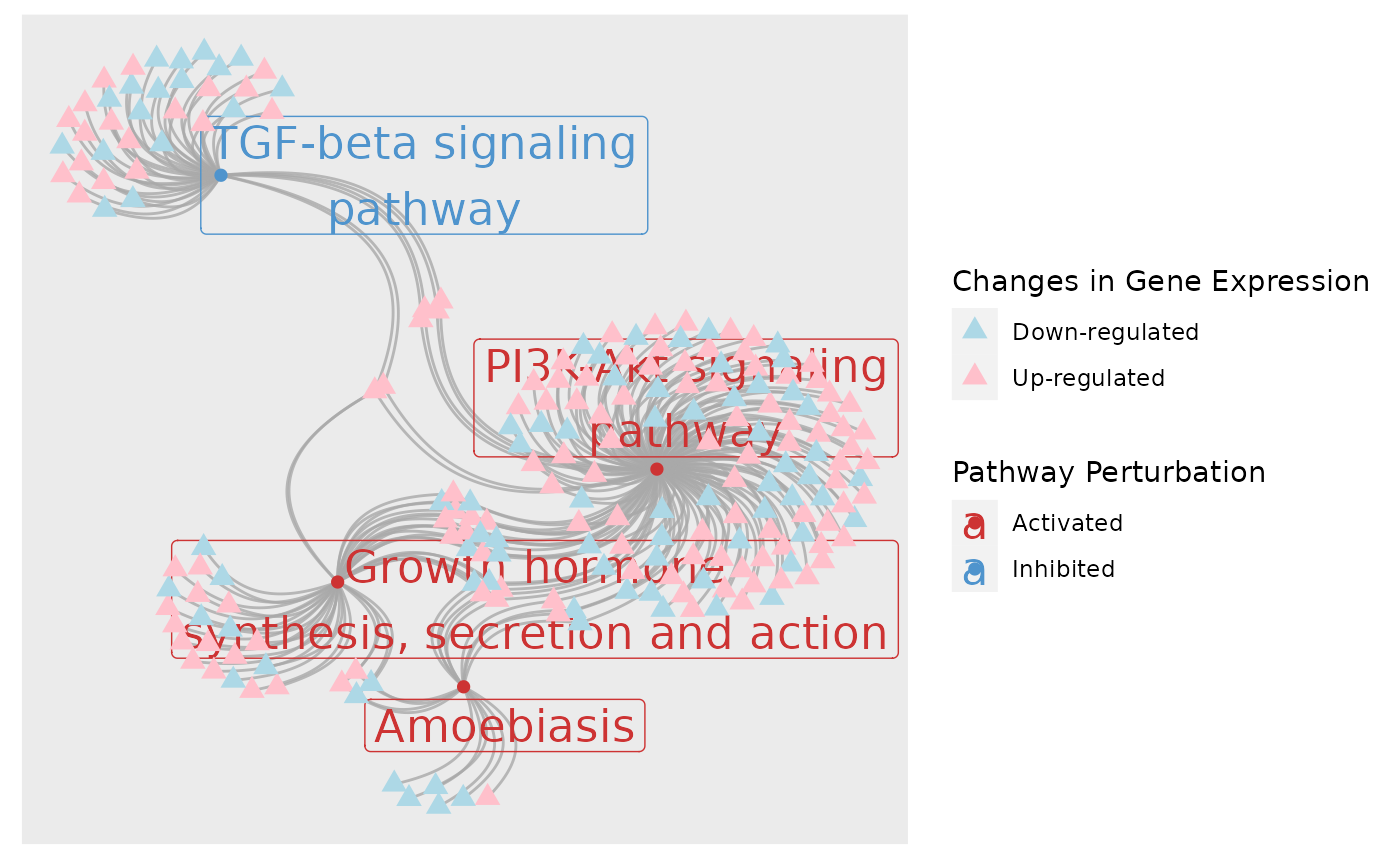 TGF-beta signaling
pathway
PI3K-Akt signaling
pathway
Growth hormone
synthesis, secretion and action
Amoebiasis
Changes in Gene Expression
Down-regulated
Up-regulated
Pathway Perturbation
a Activated
a Inhibited